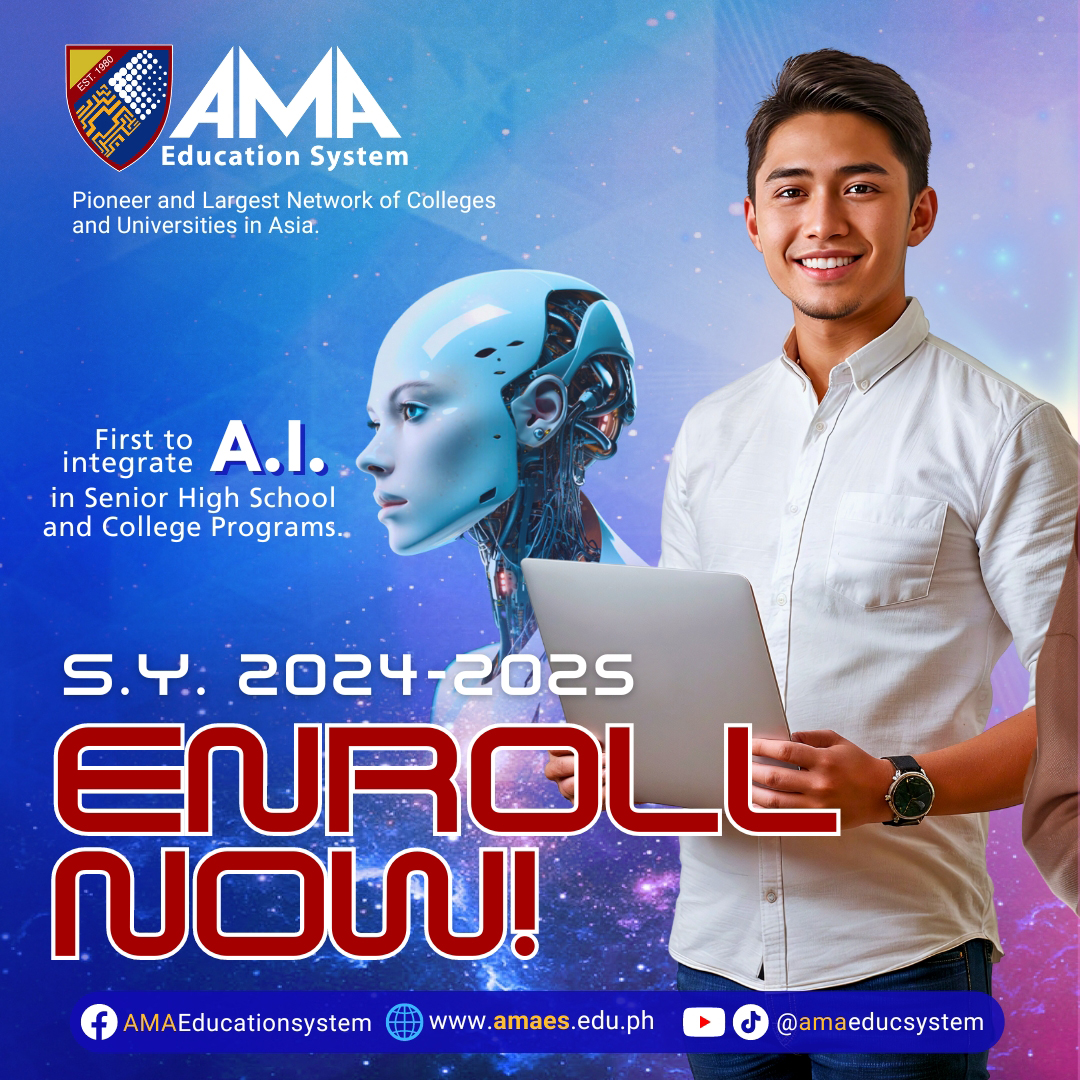 EST. 1980
AMA
Education System
Pioneer and Largest Network of Colleges
and Universities in Asia.
First to
integrate A.I.
in Senior High School
and College Programs.
S.Y. 2024-2025
ENROLL
NOW!
AMAEducationsystem www.amaes.edu.ph @amaeducsystem